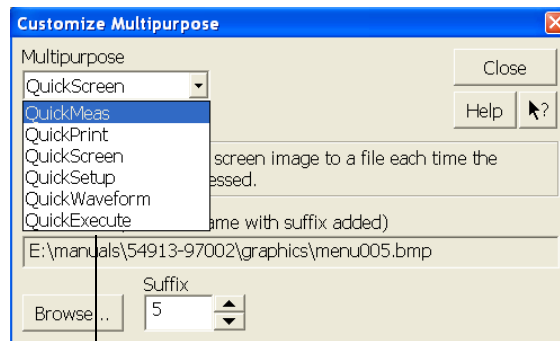 Customize Multipurpose
Multipurpose
QuickScreen
Close
QuickMeas
Help ?
QuickPrint
QuickScreen
screen image to a file each time the
QuickSetup
essed.
QuickWaveform
QuickExecute
ame with suffix added)
E:\manuals\54913-97002\graphics\menu005.bmp
Suffix
Browse... 5